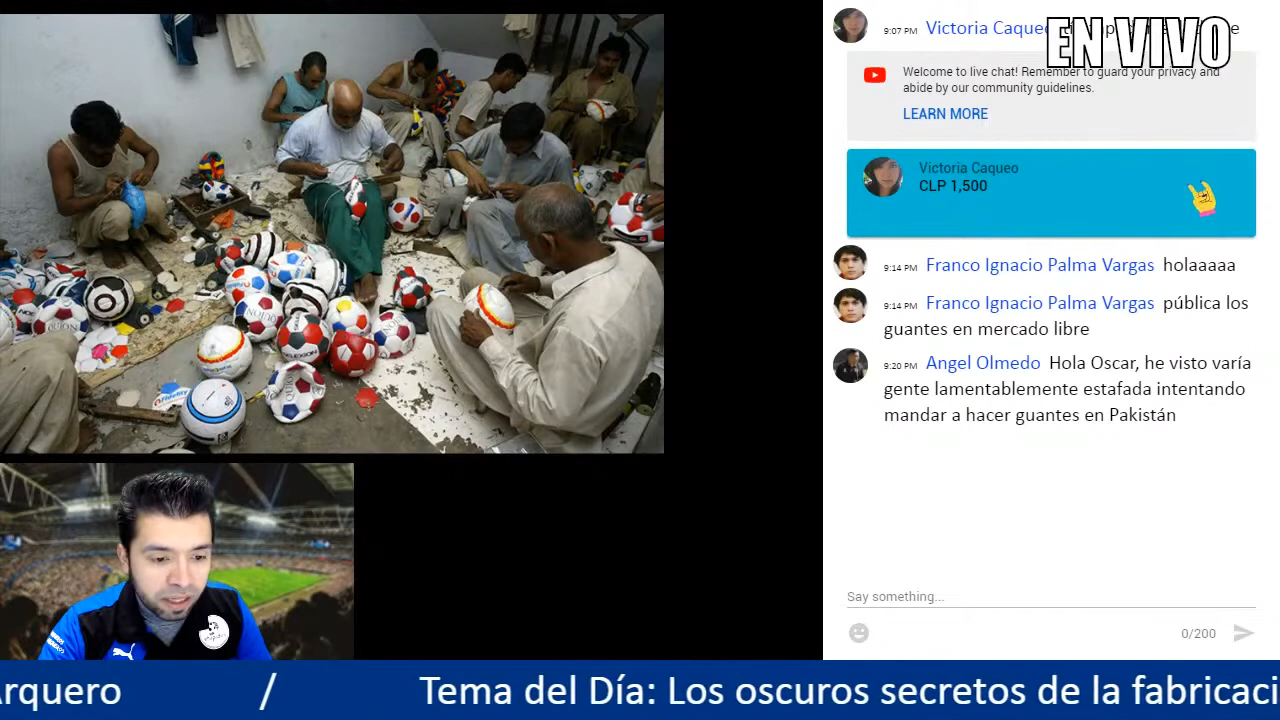 9:07 PM Victoria Caqueo
EN VIVO
Welcome to live chat! Remember to guard your privacy and
abide by our community guidelines.
LEARN MORE
Victoria Caqueo
CLP 1,500
9:14 PM Franco Ignacio Palma Vargas holaaaaa
9:14 PM Franco Ignacio Palma Vargas pública los
guantes en mercado libre
9:20 PM Angel Olmedo Hola Oscar, he visto varía
gente lamentablemente estafada intentando
mandar a hacer guantes en Pakistán
Say something...
0/200
Arquero / Tema del Día: Los oscuros secretos de la fabricaci